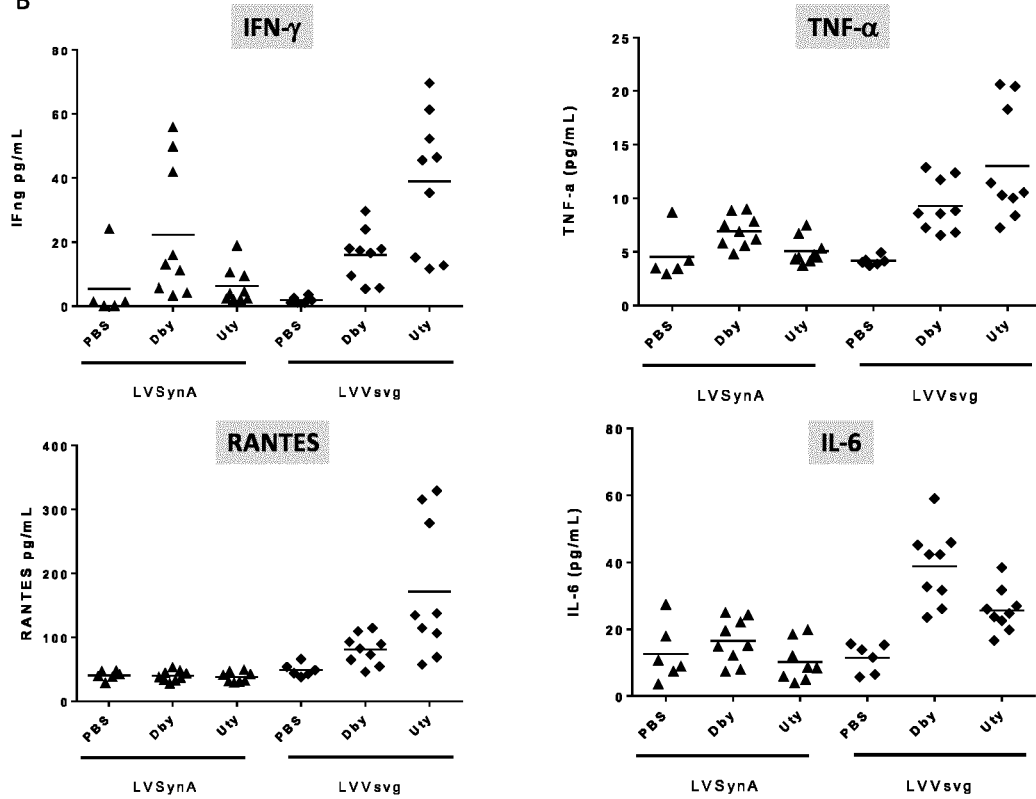 B
IFN-γ
80
60
40
20
0
IFng pg/mL
PBS
Dby
Uty
PBS
Dby
Uty
LVSynA
LVVsvg
TNF-α
25
20
15
10
5
0
TNF-a (pg/mL)
PBS
Dby
Uty
PBS
Dby
Uty
LVSynA
LVVsvg
RANTES
400
300
200
100
0
RANTES pg/mL
PBS
Dby
Uty
PBS
Dby
Uty
LVSynA
LVVsvg
IL-6
80
60
40
20
0
IL-6 (pg/mL)
PBS
Dby
Uty
PBS
Dby
Uty
LVSynA
LVVsvg